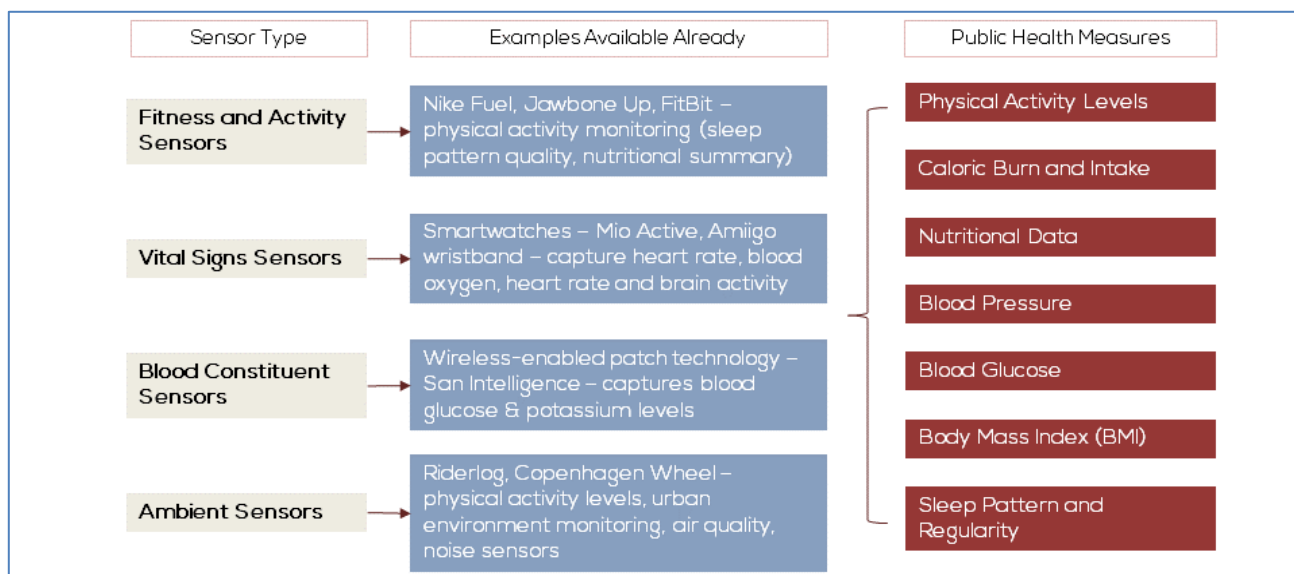 Sensor Type
Examples Available Already
Public Health Measures
Fitness and Activity
Sensors
Nike Fuel, Jawbone Up, FitBit –
physical activity monitoring (sleep
pattern quality, nutritional summary)
Vital Signs Sensors
Smartwatches – Mio Active, Amiigo
wristband – capture heart rate, blood
oxygen, heart rate and brain activity
Blood Constituent
Sensors
Wireless-enabled patch technology –
San Intelligence – captures blood
glucose & potassium levels
Ambient Sensors
Riderlog, Copenhagen Wheel –
physical activity levels, urban
environment monitoring, air quality,
noise sensors
Physical Activity Levels
Caloric Burn and Intake
Nutritional Data
Blood Pressure
Blood Glucose
Body Mass Index (BMI)
Sleep Pattern and
Regularity